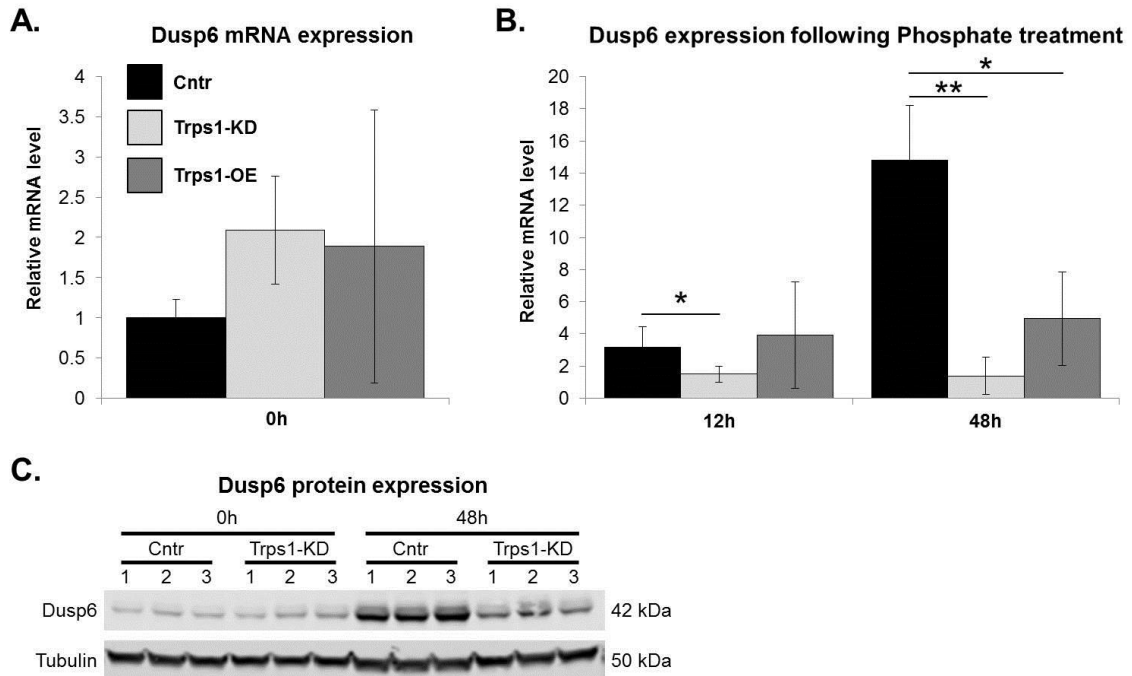 A.
Dusp6 mRNA expression
Relative mRNA level
4
3.5
3
2.5
2
1.5
1
0.5
0
Cntr
Trps1-KD
Trps1-OE
0h
B.
Dusp6 expression following Phosphate treatment
Relative mRNA level
20
18
16
14
12
10
8
6
4
2
0
*
*
**
12h
48h
C.
Dusp6 protein expression
0h 48h
Cntr Trps1-KD Cntr Trps1-KD
1 2 3 1 2 3 1 2 3 1 2 3
Dusp6 42 kDa
Tubulin 50 kDa